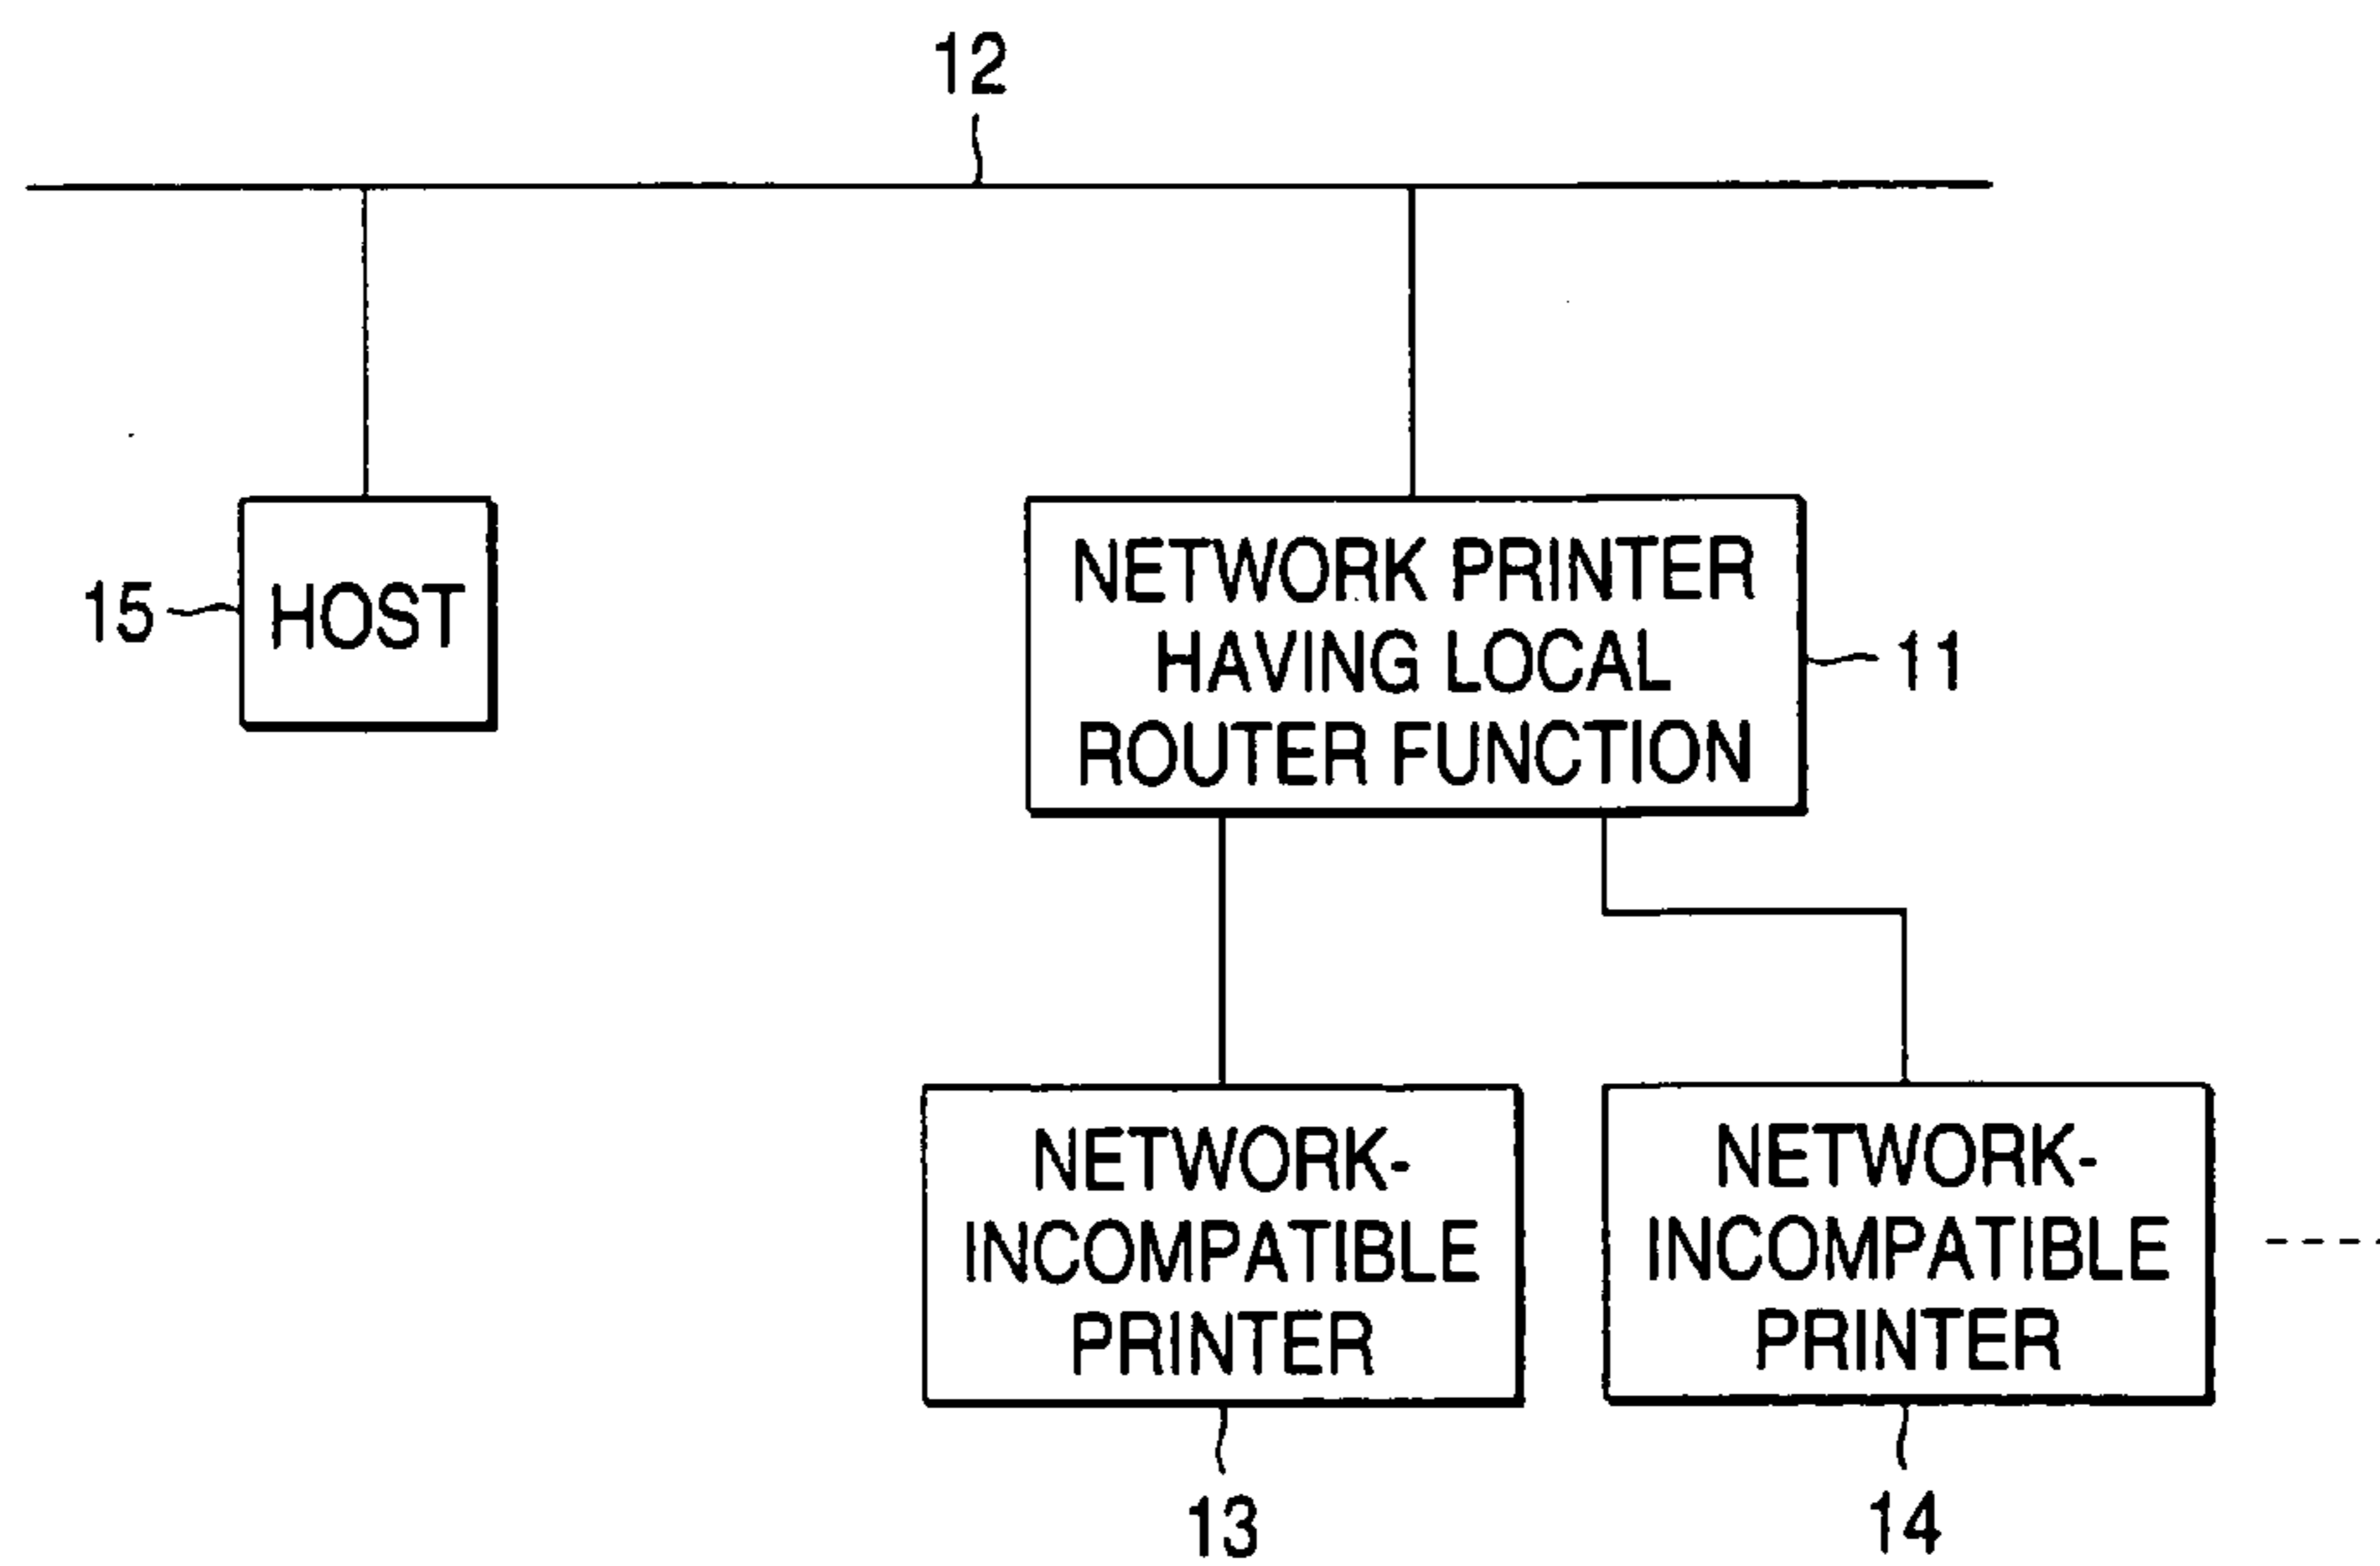 12
15
HOST
NETWORK PRINTER
HAVING LOCAL
ROUTER FUNCTION
11
NETWORK-
INCOMPATIBLE
PRINTER
NETWORK-
INCOMPATIBLE
PRINTER
13
14